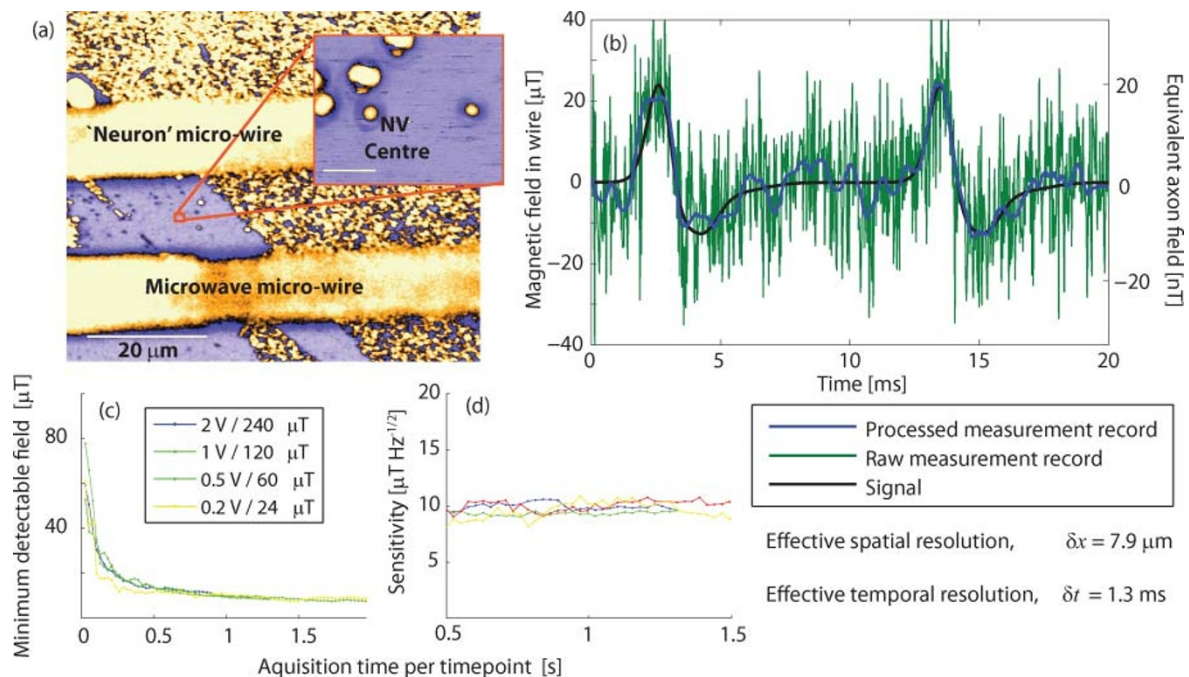 (a)
`Neuron' micro-wire
NV
Centre
Microwave micro-wire
20 μm
(b)
Magnetic field in wire [μT]
40
20
0
−20
−40
Equivalent axon field [nT]
20
0
−20
0
5
10
15
20
Time [ms]
(c)
Minimum detectable field [μT]
80
40
2 V / 240 μT
1 V / 120 μT
0.5 V / 60 μT
0.2 V / 24 μT
0
0.5
1
1.5
(d)
Sensitivity [μT Hz⁻¹/²]
20
15
10
5
0.5
1
1.5
Aquisition time per timepoint [s]
Processed measurement record
Raw measurement record
Signal
Effective spatial resolution, δx = 7.9 μm
Effective temporal resolution, δt = 1.3 ms